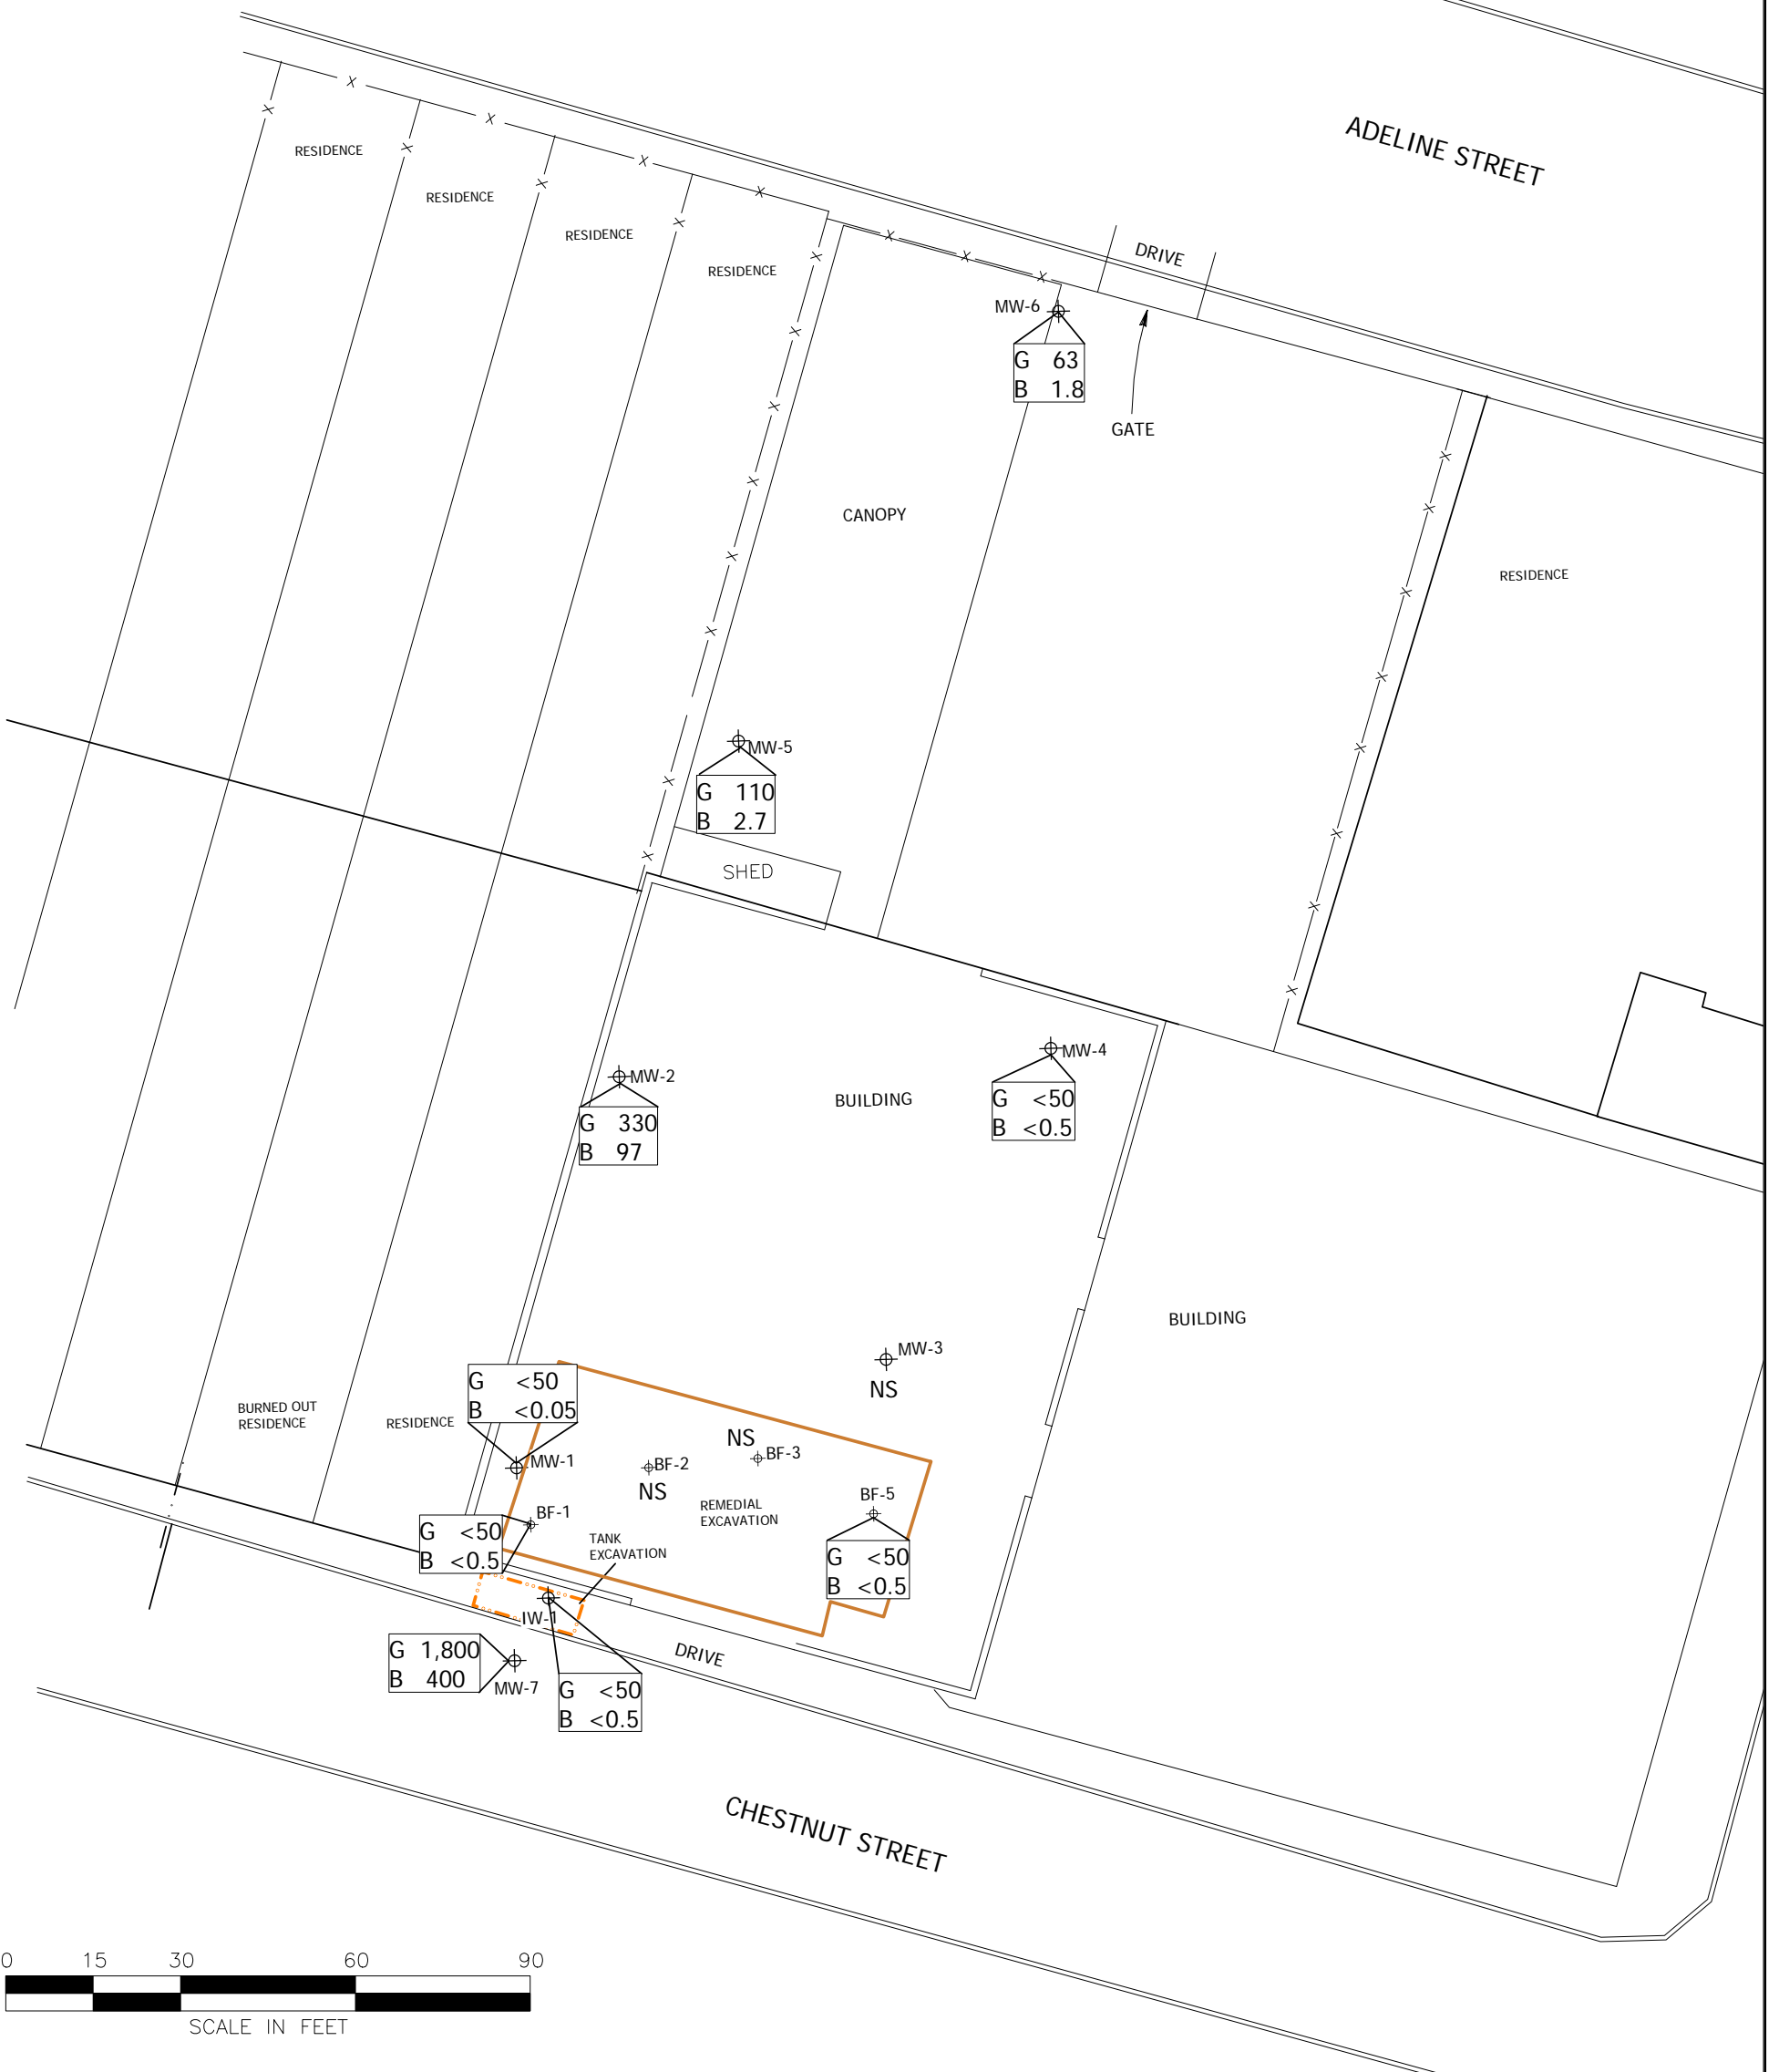 ADELINE STREET
RESIDENCE
RESIDENCE
RESIDENCE
RESIDENCE
DRIVE
MW-6
G 63
B 1.8
GATE
CANOPY
RESIDENCE
MW-5
G 110
B 2.7
SHED
MW-4
G <50
B <0.5
MW-2
G 330
B 97
BUILDING
BUILDING
MW-3
NS
G <50
B <0.05
MW-1
BURNED OUT
RESIDENCE
RESIDENCE
NS
BF-3
BF-2
NS
REMEDIAL
EXCAVATION
BF-5
G <50
B <0.5
BF-1
G <50
B <0.5
TANK
EXCAVATION
IW-1
G <50
B <0.5
G 1,800
B 400
MW-7
DRIVE
CHESTNUT STREET
0 15 30 60 90
SCALE IN FEET